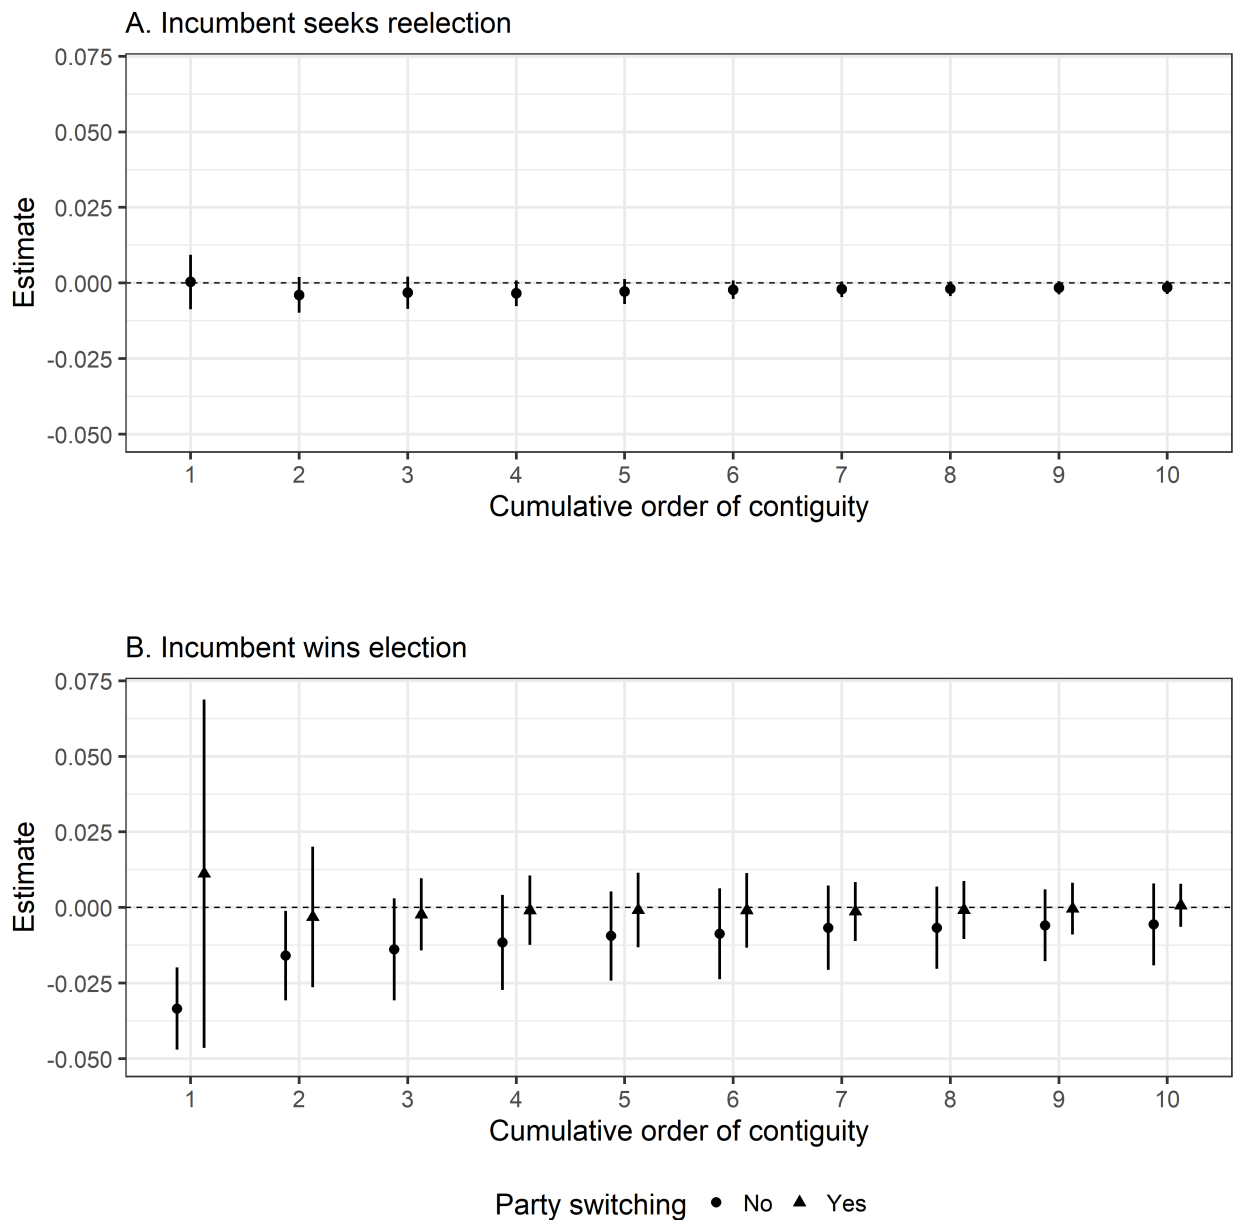 A. Incumbent seeks reelection
0.075
0.050
0.025
0.000
-0.025
-0.050
Estimate
1 2 3 4 5 6 7 8 9 10
Cumulative order of contiguity
B. Incumbent wins election
0.075
0.050
0.025
0.000
-0.025
-0.050
Estimate
1 2 3 4 5 6 7 8 9 10
Cumulative order of contiguity
Party switching No Yes